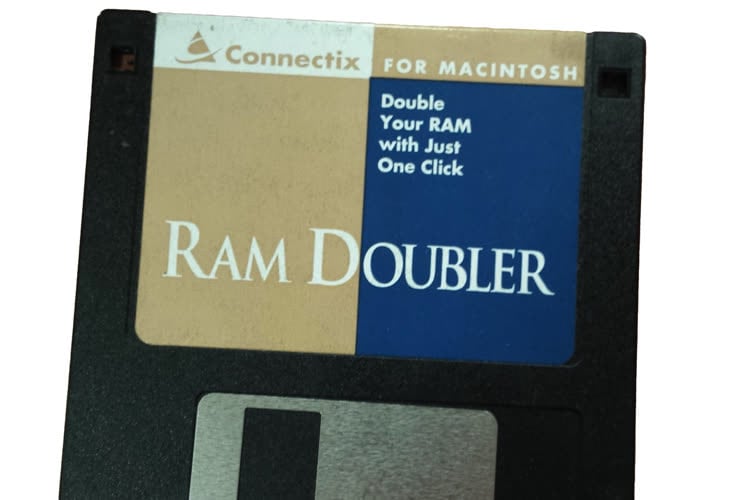 Connectix
FOR MACINTOSH
Double
Your RAM
with Just
One Click
RAM DOUBLER